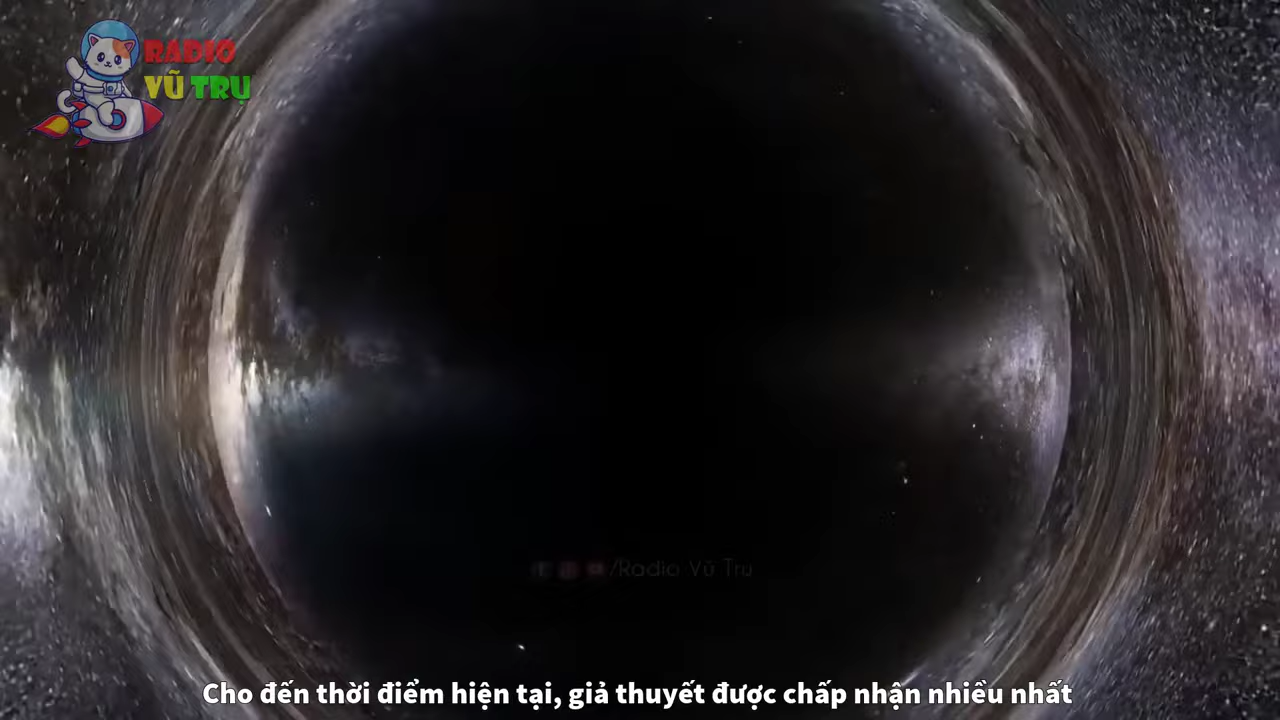 RADIO
VŨ TRỤ
/Radio Vũ Trụ
Cho đến thời điểm hiện tại, giả thuyết được chấp nhận nhiều nhất